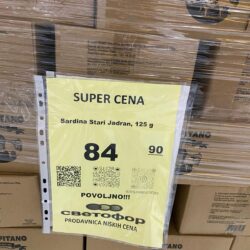 SUPER CENA
Sardina Stari Jadran, 125 g
84 90
POVOLJNO!!!
светофор
PRODAVNICA NISKIH CENA